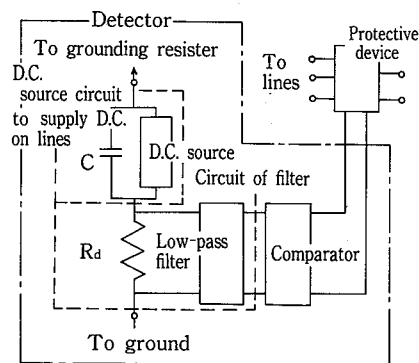 Detector
To grounding resister
Protective
device
To
lines
D.C.
source circuit
to supply D.C.
on lines
C
D.C. source
Circuit of filter
Rd
Low-pass
filter
Comparator
To ground